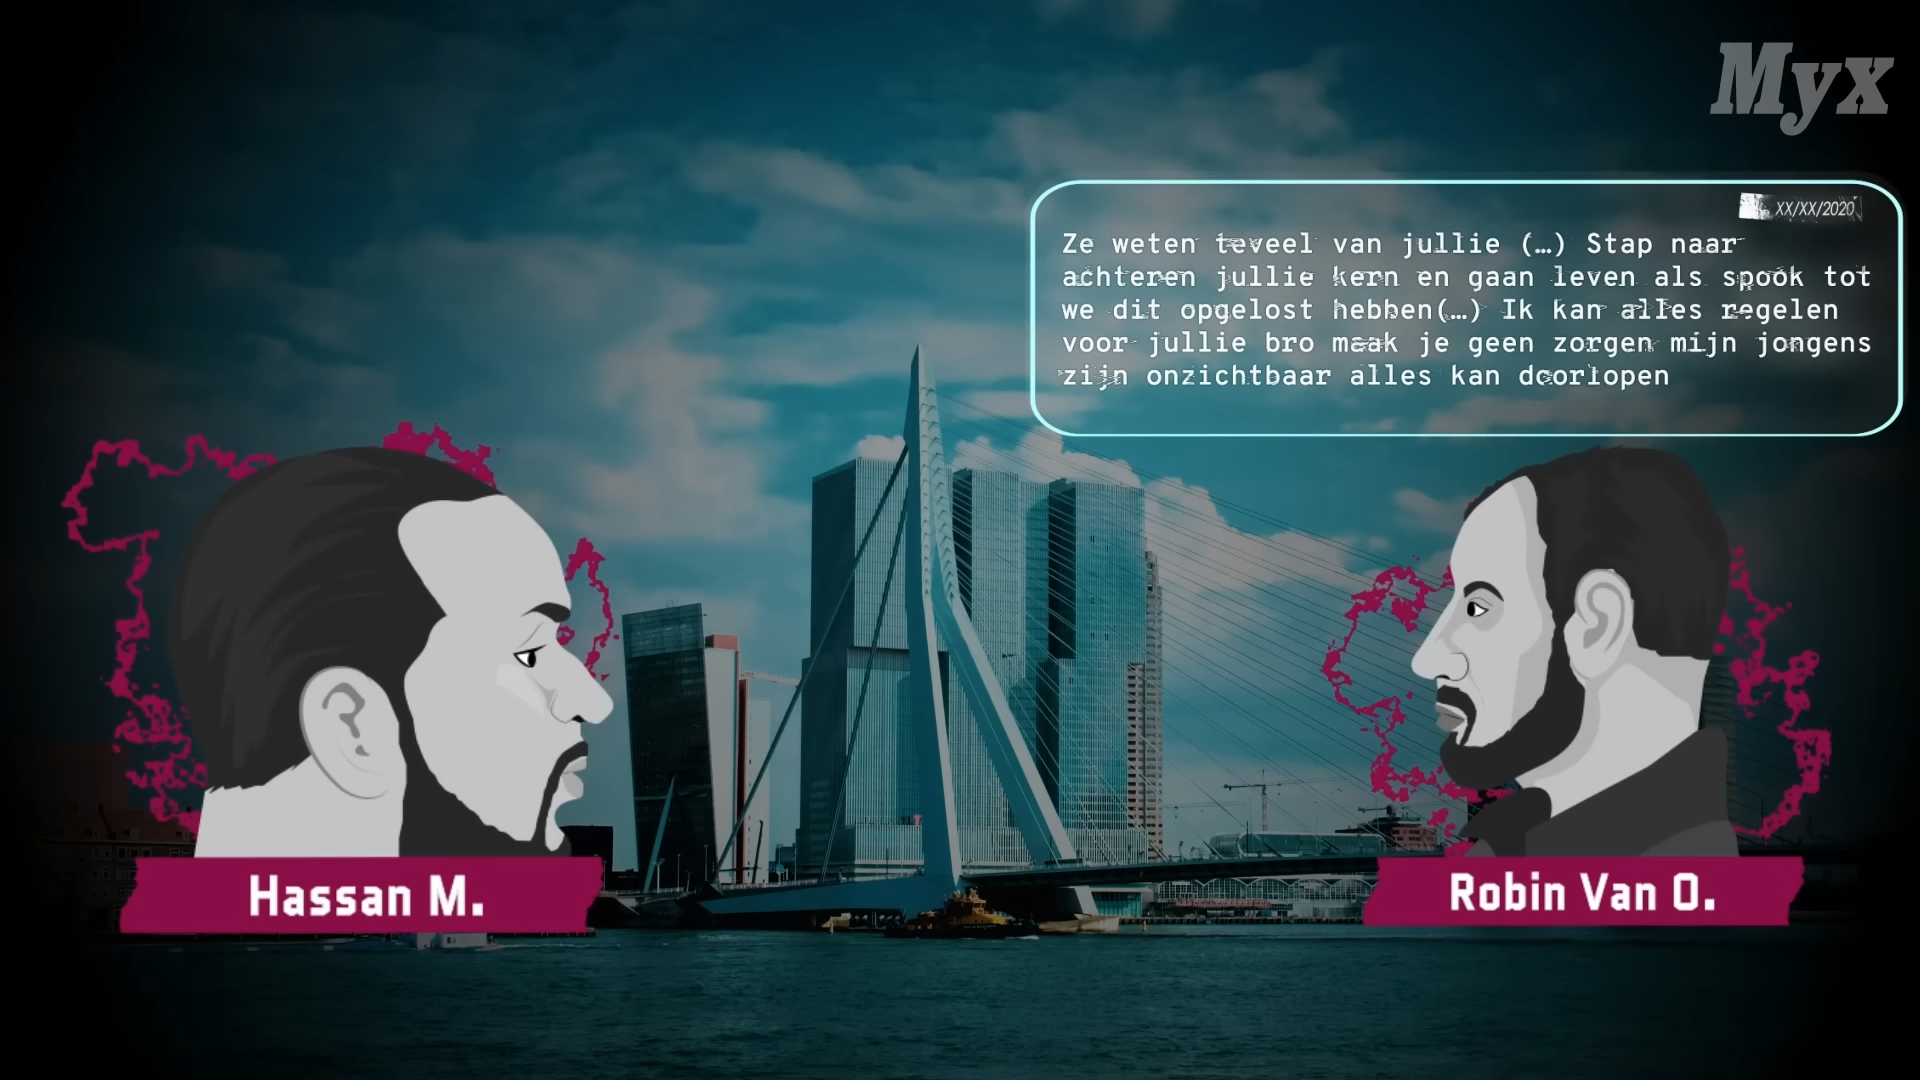 Myx
XX/XX/2020
Ze weten teveel van jullie (…) Stap naar
achteren jullie kern en gaan leven als spook tot
we dit opgelost hebben(…) Ik kan alles regelen
voor jullie bro maak je geen zorgen mijn jongens
zijn onzichtbaar alles kan doorlopen
Hassan M.
Robin Van O.